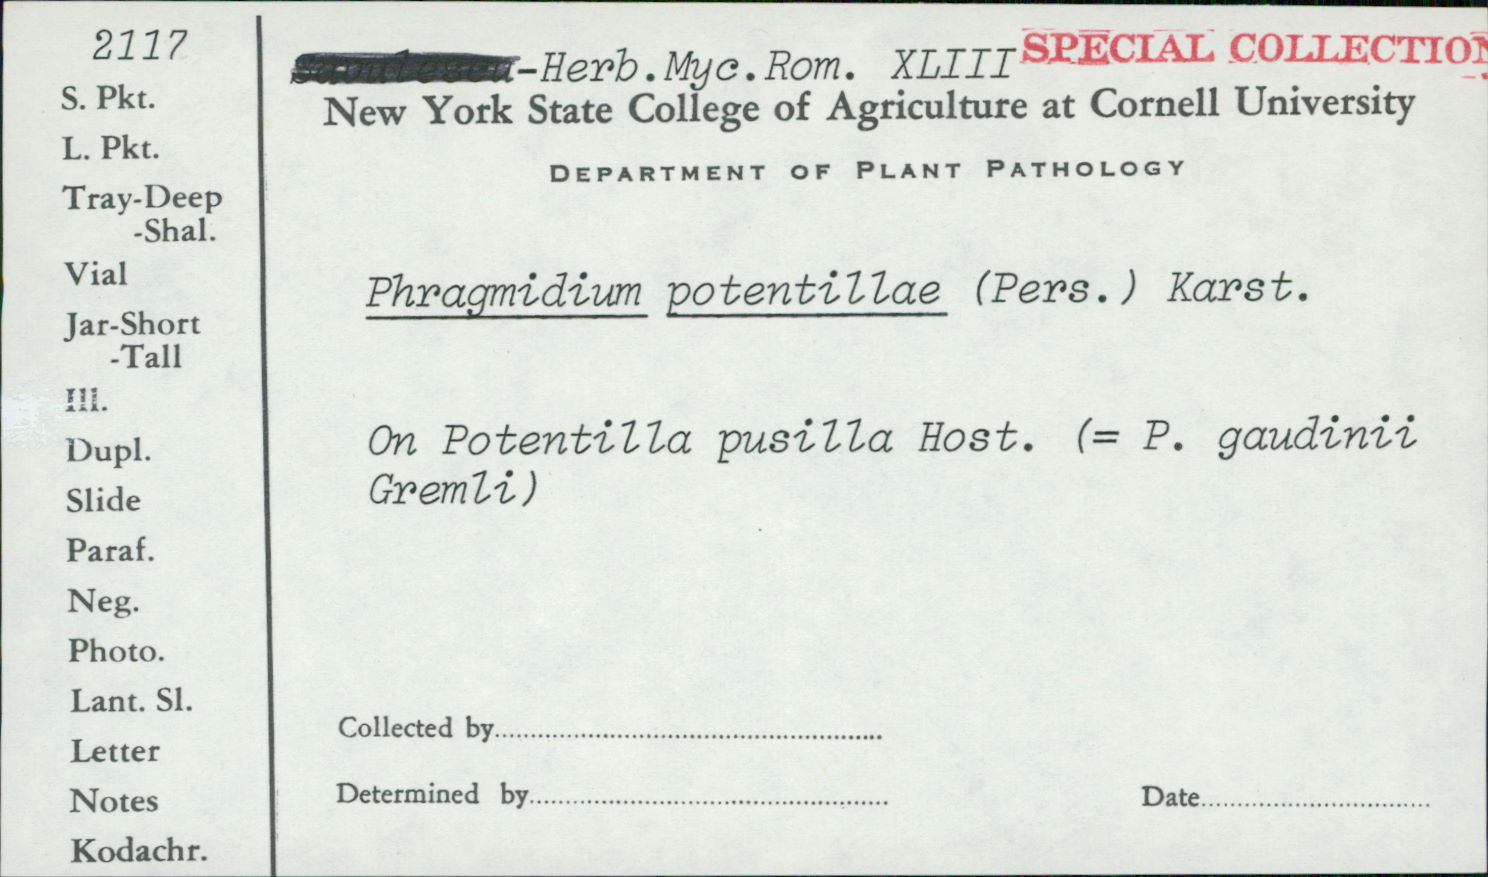 2117
S. Pkt.
L. Pkt.
Tray-Deep
-Shal.
Vial
Jar-Short
-Tall
Ill.
Dupl.
Slide
Paraf.
Neg.
Photo.
Lant. Sl.
Letter
Notes
Kodachr.
-Herb.Myc.Rom. XLIII
SPECIAL COLLECTION
New York State College of Agriculture at Cornell University
DEPARTMENT OF PLANT PATHOLOGY
Phragmidium potentillae (Pers.) Karst.
On Potentilla pusilla Host. (= P. gaudinii
Gremli)
Collected by
Determined by
Date